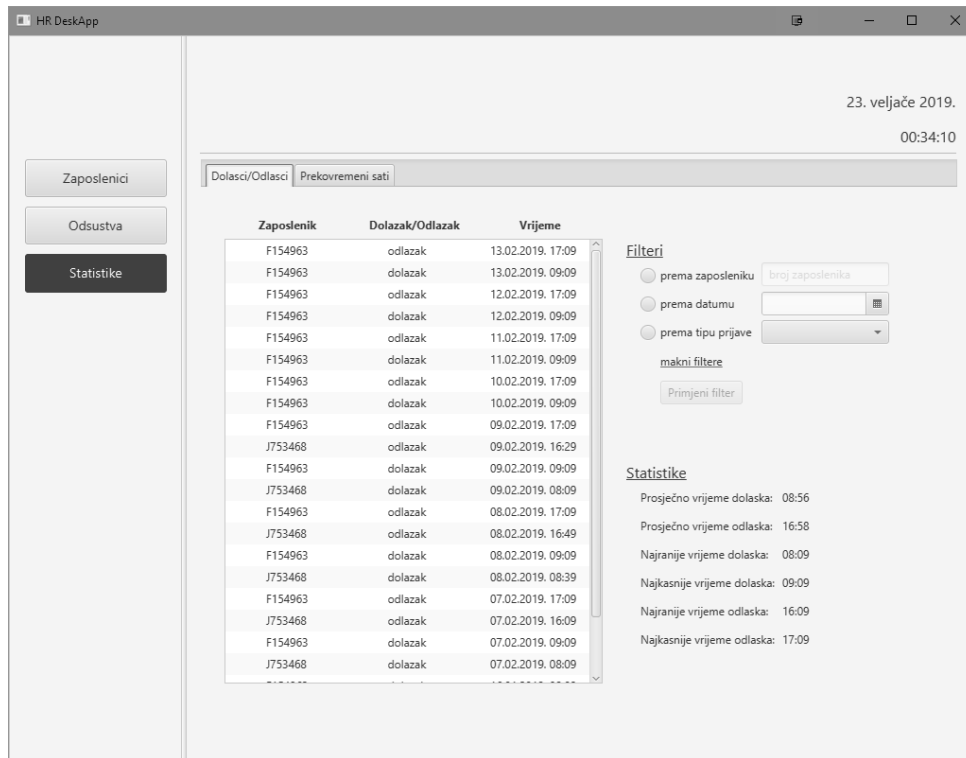 HR DeskApp
23. veljače 2019.
00:34:10
Zaposlenici
Odsustva
Statistike
Dolasci/Odlasci Prekovremeni sati
Zaposlenik Dolazak/Odlazak Vrijeme
F154963 odlazak 13.02.2019. 17:09
F154963 dolazak 13.02.2019. 09:09
F154963 odlazak 12.02.2019. 17:09
F154963 dolazak 12.02.2019. 09:09
F154963 odlazak 11.02.2019. 17:09
F154963 dolazak 11.02.2019. 09:09
F154963 odlazak 10.02.2019. 17:09
F154963 dolazak 10.02.2019. 09:09
F154963 odlazak 09.02.2019. 17:09
J753468 odlazak 09.02.2019. 16:29
F154963 dolazak 09.02.2019. 09:09
J753468 dolazak 09.02.2019. 08:09
F154963 odlazak 08.02.2019. 17:09
J753468 odlazak 08.02.2019. 16:49
F154963 dolazak 08.02.2019. 09:09
J753468 dolazak 08.02.2019. 08:39
F154963 odlazak 07.02.2019. 17:09
J753468 odlazak 07.02.2019. 16:09
F154963 dolazak 07.02.2019. 09:09
J753468 dolazak 07.02.2019. 08:09
Filteri
prema zaposleniku broj zaposlenika
prema datumu
prema tipu prijave
makni filtere
Primjeni filter
Statistike
Prosječno vrijeme dolaska: 08:56
Prosječno vrijeme odlaska: 16:58
Najranije vrijeme dolaska: 08:09
Najkasnije vrijeme dolaska: 09:09
Najranije vrijeme odlaska: 16:09
Najkasnije vrijeme odlaska: 17:09